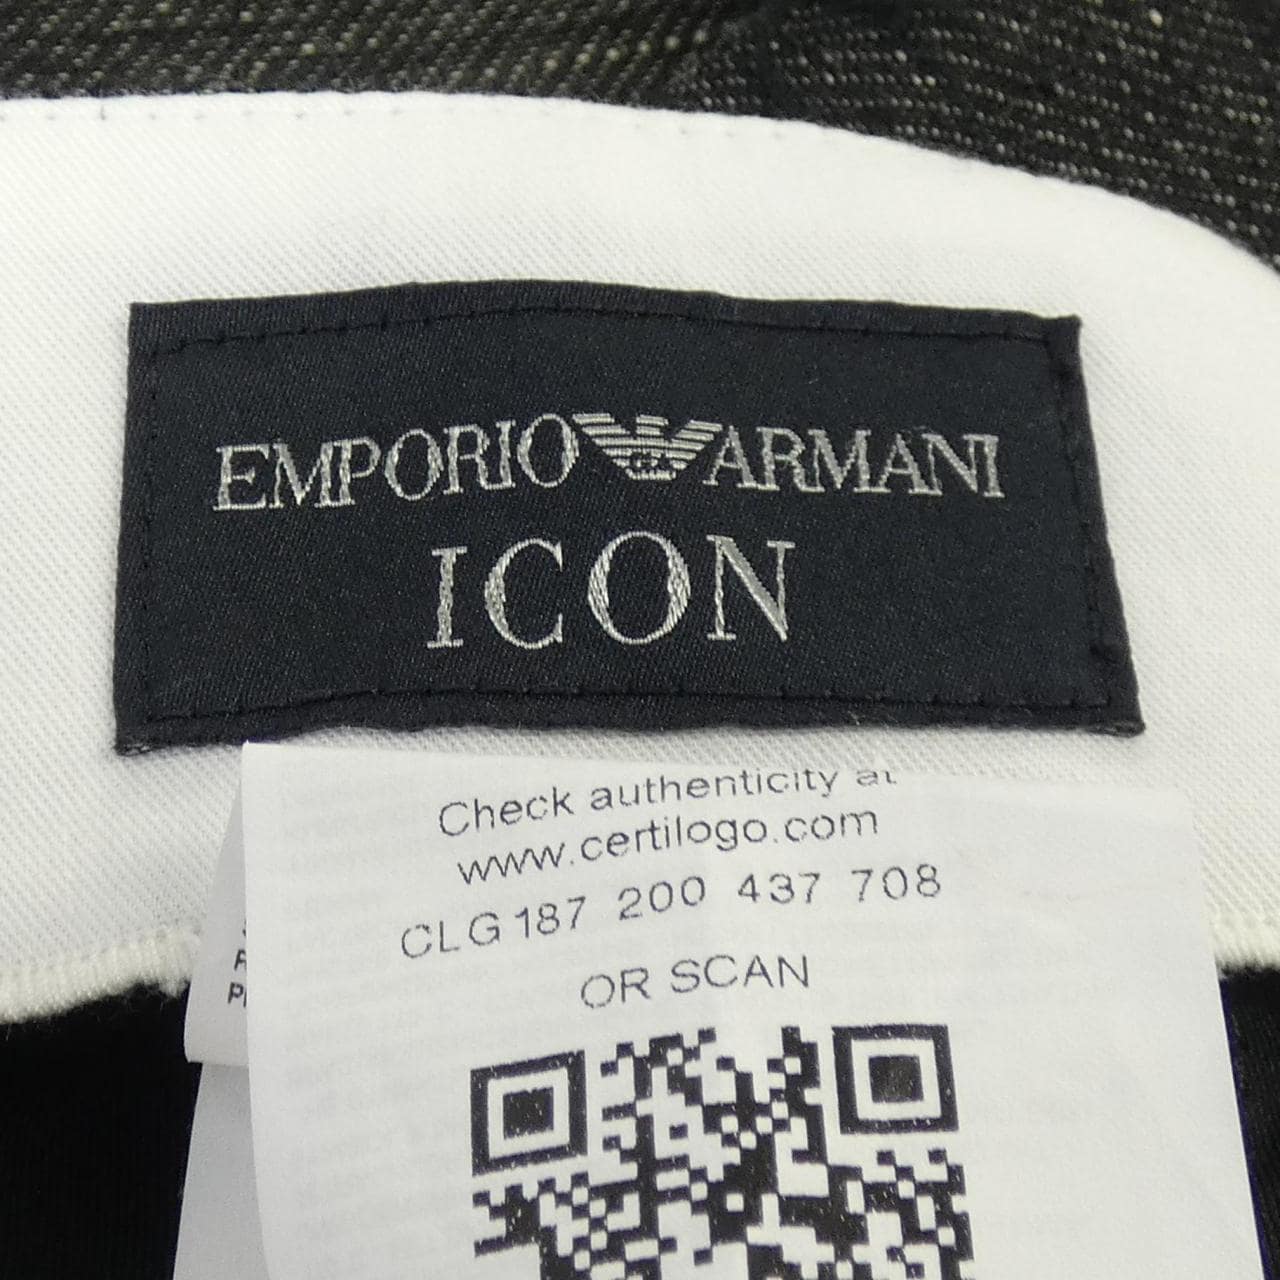 EMPORIO ARMANI
ICON
Check authenticity at
www.certilogo.com
CLG 187 200 437 708
OR SCAN